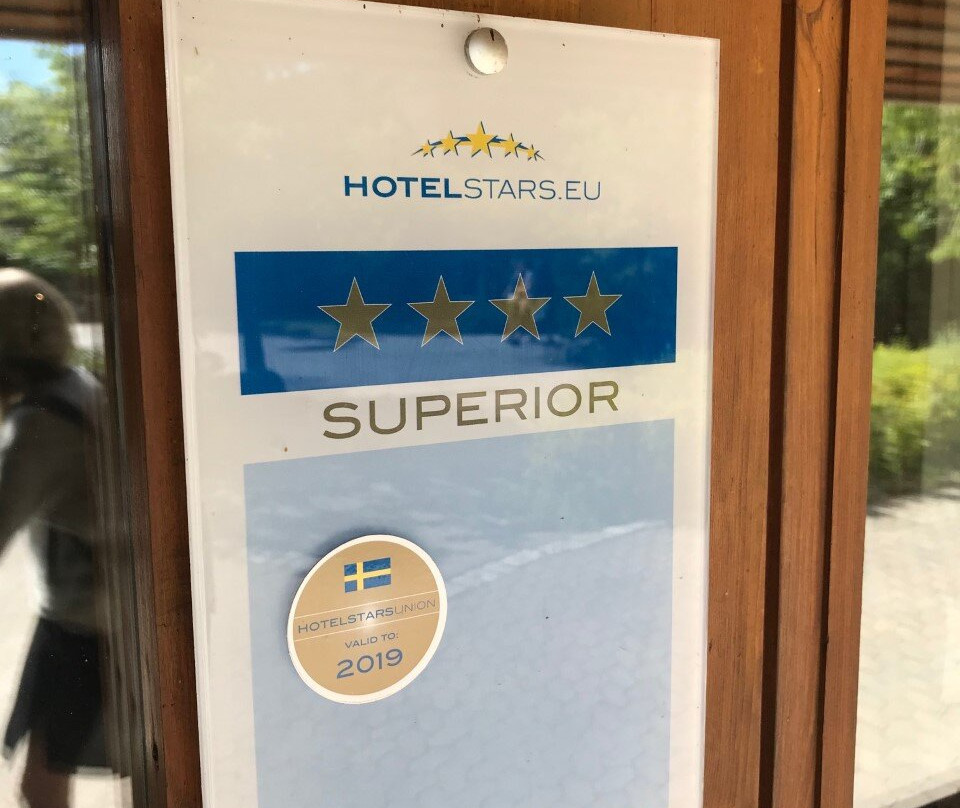 HOTELSTARS.EU
SUPERIOR
HOTELSTARSUNION
VALID TO:
2019